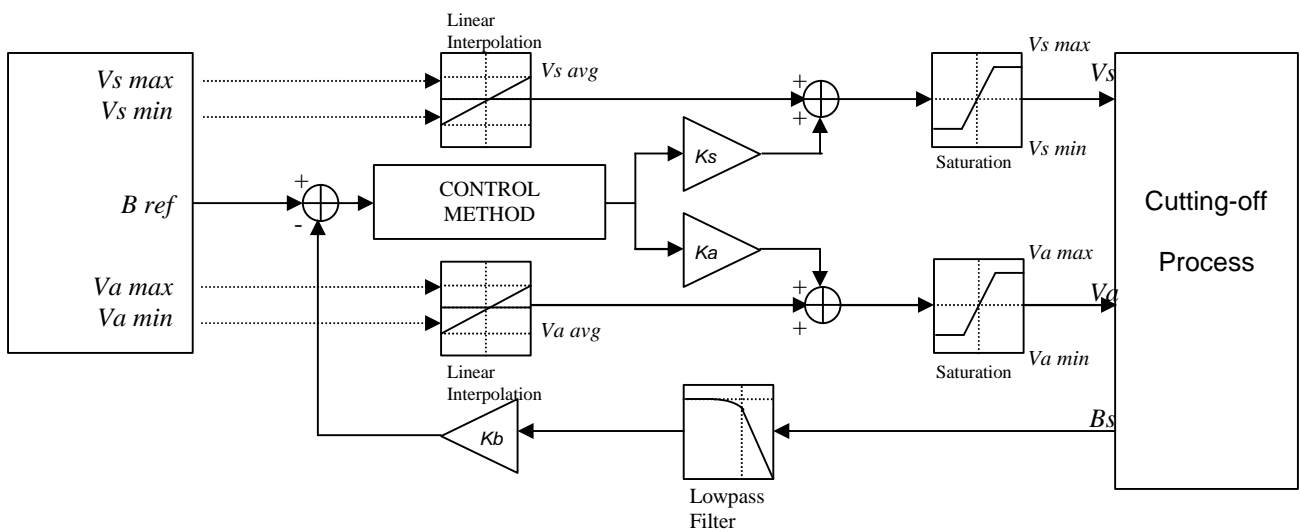 Linear
Interpolation
Vs max
Vs max
Vs min
Vs avg
+
+
Vs
Vs min
Saturation
Ks
B ref
+
-
CONTROL
METHOD
Cutting-off
Process
Ka
Va max
Va min
+
+
Va max
Va
Va avg
Va min
Linear
Interpolation
Saturation
Kb
Bs
Lowpass
Filter